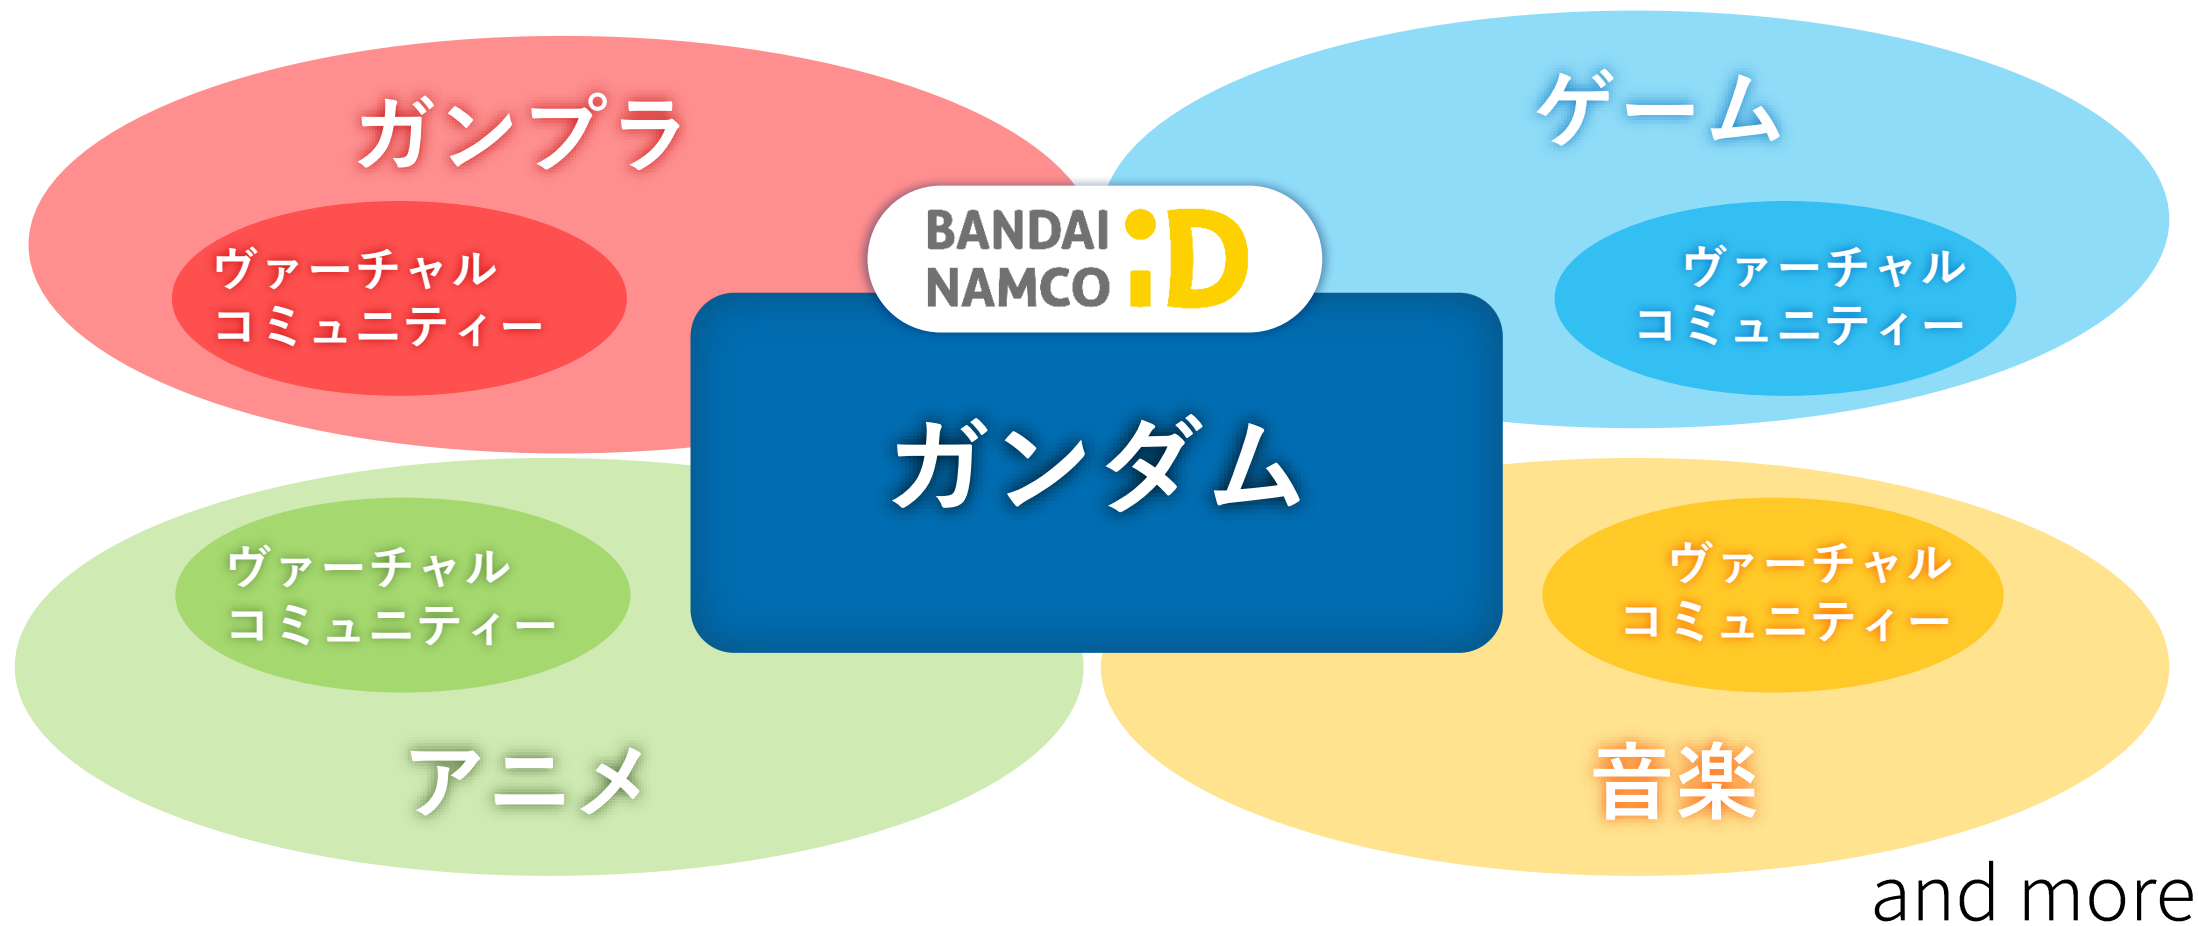 ガンプラ
ヴァーチャル
コミュニティー
ゲーム
ヴァーチャル
コミュニティー
BANDAI
NAMCO iD
ガンダム
ヴァーチャル
コミュニティー
アニメ
ヴァーチャル
コミュニティー
音楽
and more